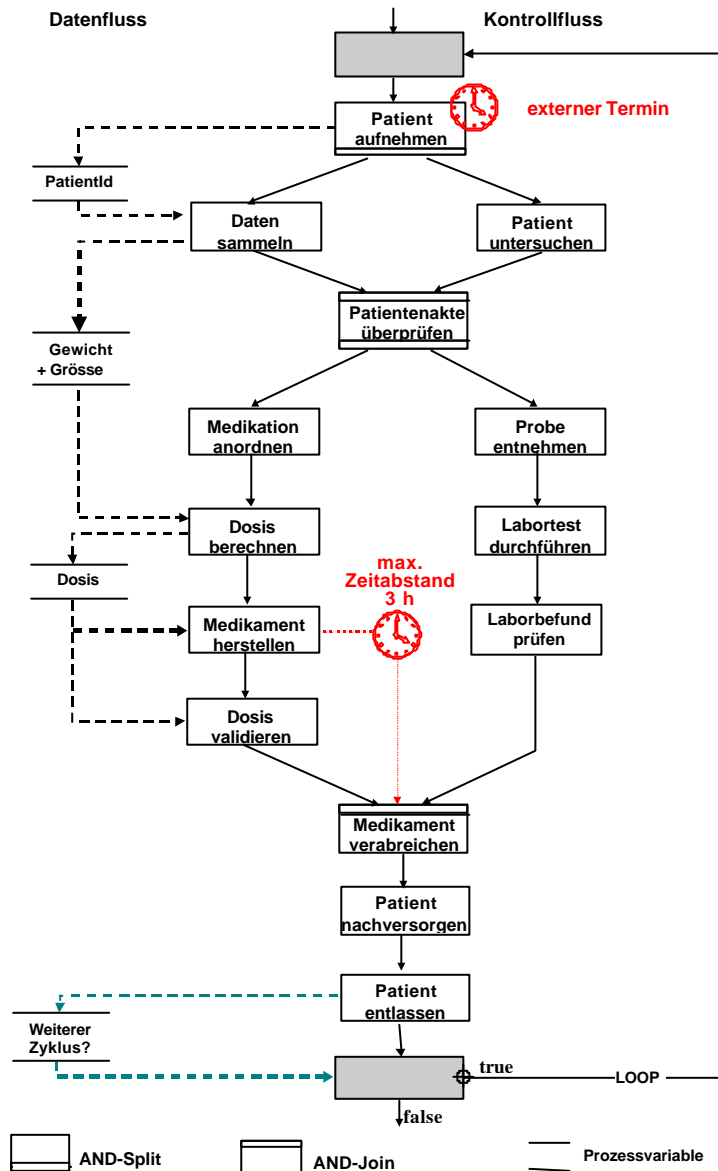 Datenfluss
Kontrollfluss
Patient
aufnehmen
externer Termin
PatientId
Daten
sammeln
Patient
untersuchen
Patientenakte
überprüfen
Gewicht
+ Grösse
Medikation
anordnen
Probe
entnehmen
Dosis
berechnen
Labortest
durchführen
Dosis
max.
Zeitabstand
3 h
Medikament
herstellen
Laborbefund
prüfen
Dosis
validieren
Medikament
verabreichen
Patient
nachversorgen
Patient
entlassen
Weiterer
Zyklus?
true
LOOP
false
AND-Split
AND-Join
Prozessvariable